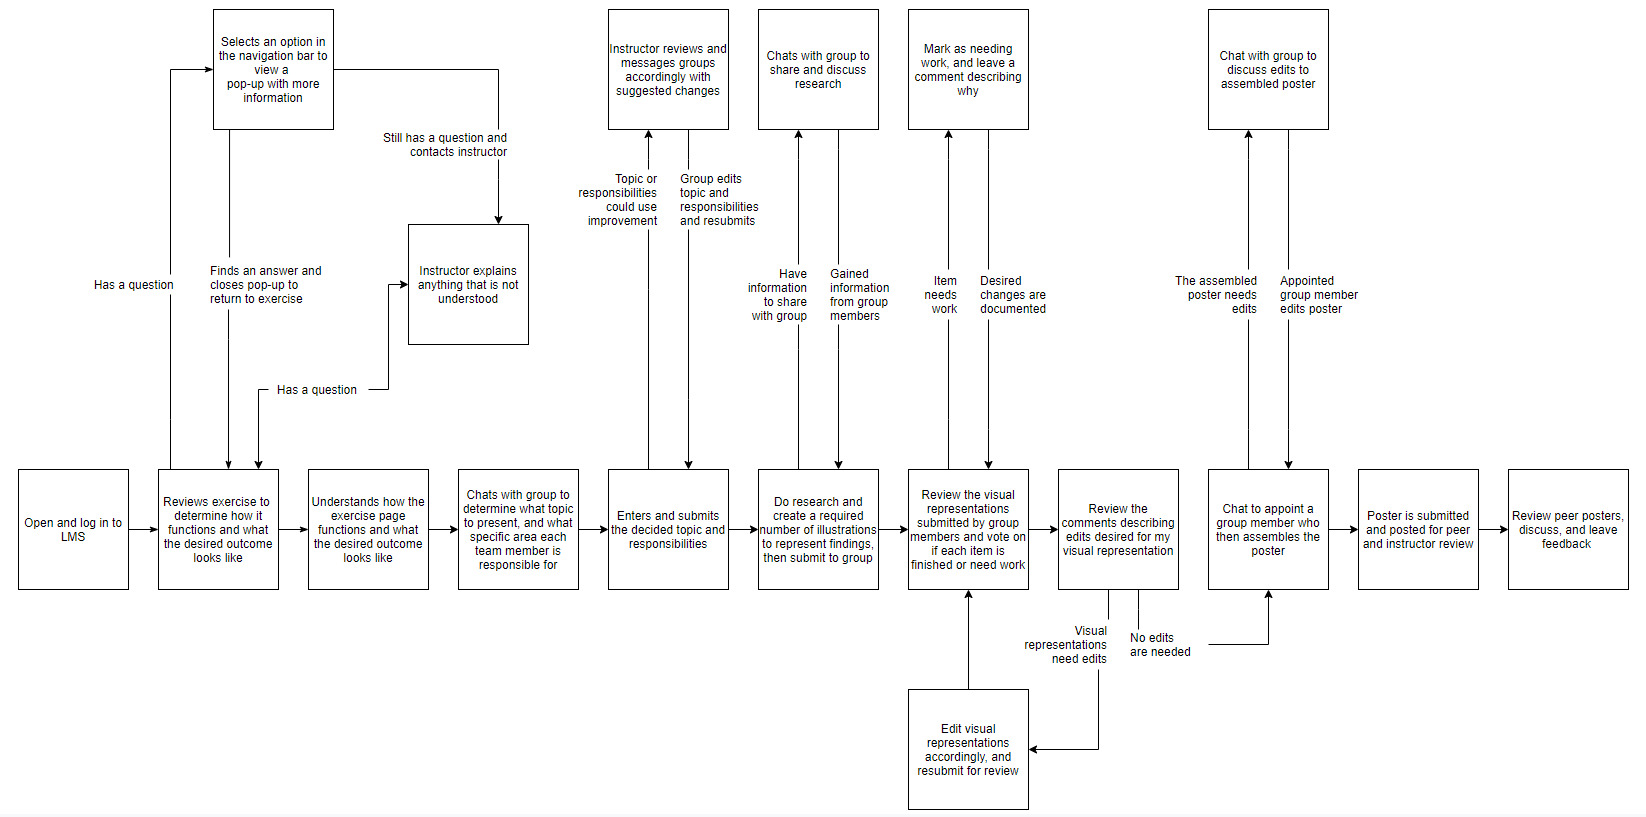 Selects an option in
the navigation bar to
view a
pop-up with more
information
Instructor reviews and
messages groups
accordingly with
suggested changes
Chats with group to
share and discuss
research
Mark as needing
work, and leave a
comment describing
why
Chat with group to
discuss edits to
assembled poster
Still has a question and
contacts instructor
Topic or
responsibilities
could use
improvement
Group edits
topic and
responsibilities
and resubmits
Has a question
Finds an answer and
closes pop-up to
return to exercise
Instructor explains
anything that is not
understood
Have
information
to share
with group
Gained
information
from group
members
Item
needs
work
Desired
changes are
documented
The assembled
poster needs
edits
Appointed
group member
edits poster
Has a question
Open and log in to
LMS
Reviews exercise to
determine how it
functions and what
the desired outcome
looks like
Understands how the
exercise page
functions and what
the desired outcome
looks like
Chats with group to
determine what topic
to present, and what
specific area each
team member is
responsible for
Enters and submits
the decided topic and
responsibilities
Do research and
create a required
number of illustrations
to represent findings,
then submit to group
Review the visual
representations
submitted by group
members and vote on
if each item is
finished or need work
Review the
comments describing
edits desired for my
visual representation
Chat to appoint a
group member who
then assembles the
poster
Poster is submitted
and posted for peer
and instructor review
Review peer posters,
discuss, and leave
feedback
Visual
representations
need edits
No edits
are needed
Edit visual
representations
accordingly, and
resubmit for review